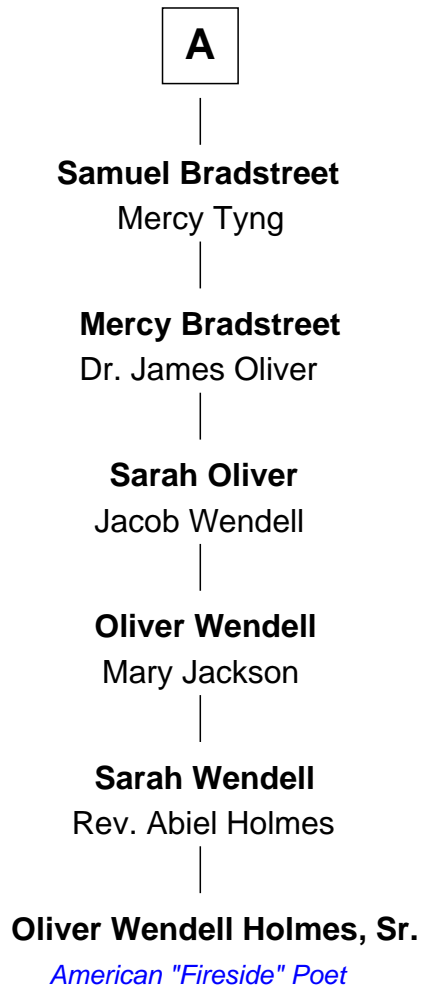 A
Samuel Bradstreet
Mercy Tyng
Mercy Bradstreet
Dr. James Oliver
Sarah Oliver
Jacob Wendell
Oliver Wendell
Mary Jackson
Sarah Wendell
Rev. Abiel Holmes
Oliver Wendell Holmes, Sr.
American "Fireside" Poet